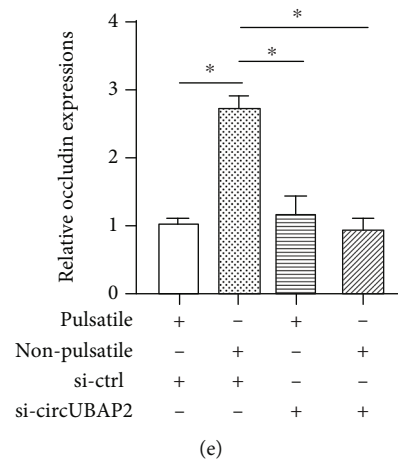 Relative occludin expressions
4
3
2
1
0
*
*
*
Pulsatile + – + –
Non-pulsatile – + – +
si-ctrl + + – –
si-circUBAP2 – – + +
(e)